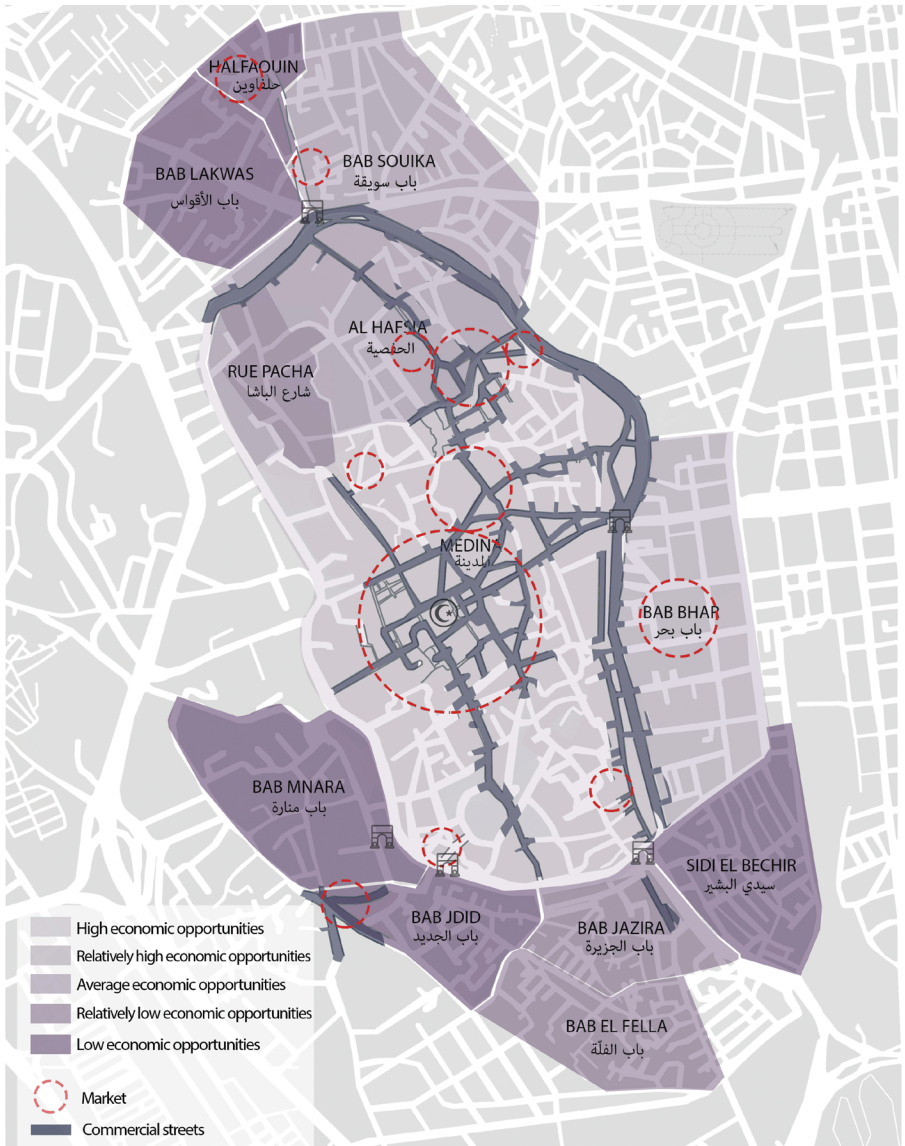 HALFAOUIN
حلفاوين
BAB LAKWAS
باب الأقواس
BAB SOUIKA
باب سويقة
AL HAFSIA
الحفصية
RUE PACHA
شارع الباشا
MEDINA
المدينة
BAB BHAR
باب بحر
BAB MNARA
باب منارة
SIDI EL BECHIR
سيدي البشير
BAB JDID
باب الجديد
BAB JAZIRA
باب الجزيرة
BAB EL FELLA
باب الفلّة
High economic opportunities
Relatively high economic opportunities
Average economic opportunities
Relatively low economic opportunities
Low economic opportunities
Market
Commercial streets